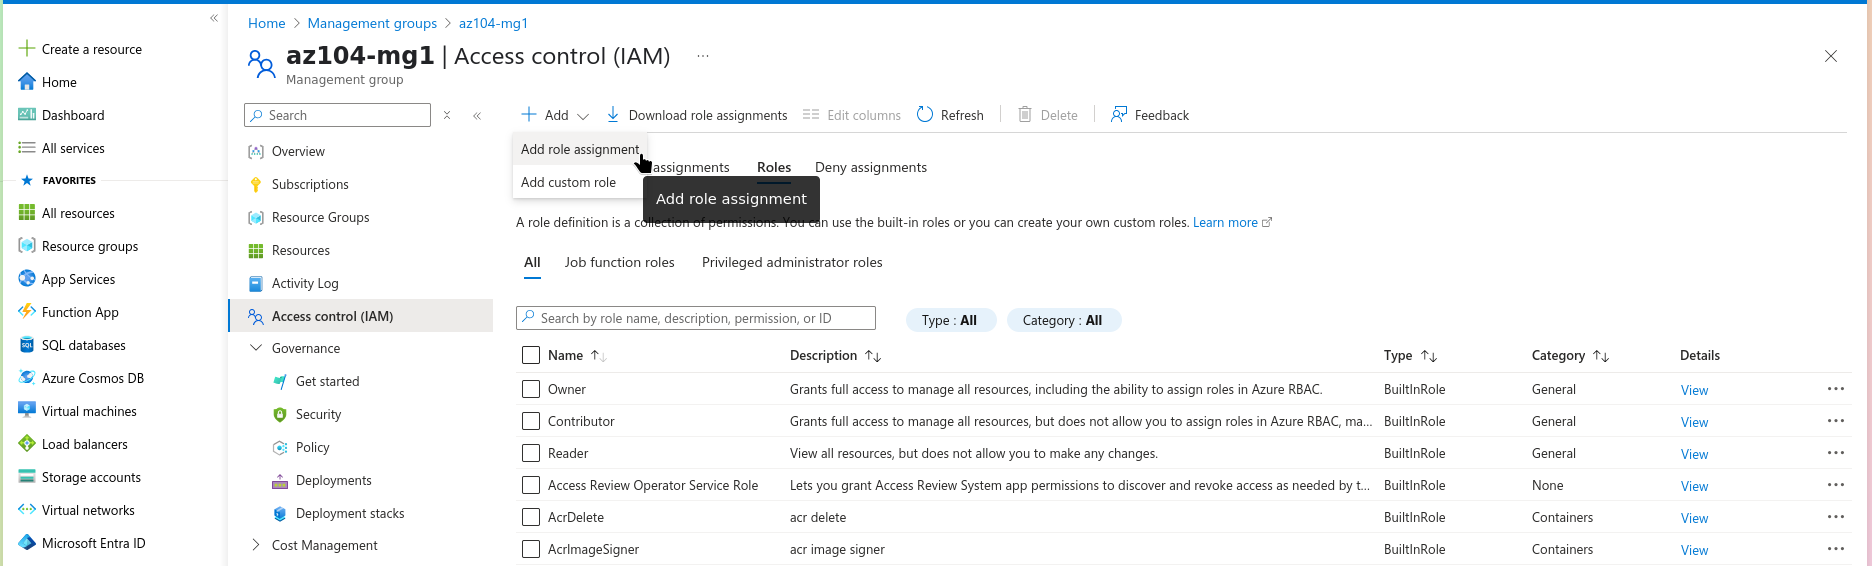 Home > Management groups > az104-mg1
az104-mg1 | Access control (IAM) ...
Management group
«
Create a resource
Home
Dashboard
All services
FAVORITES
All resources
Resource groups
App Services
Function App
SQL databases
Azure Cosmos DB
Virtual machines
Load balancers
Storage accounts
Virtual networks
Microsoft Entra ID
Search
«
Overview
Subscriptions
Resource Groups
Resources
Activity Log
Access control (IAM)
Governance
Get started
Security
Policy
Deployments
Deployment stacks
Cost Management
Add Download role assignments Edit columns Refresh Delete Feedback
Add role assignment
Add custom role
Add role assignment
assignments Roles Deny assignments
A role definition is a collection of permissions. You can use the built-in roles or you can create your own custom roles. Learn more
All Job function roles Privileged administrator roles
Search by role name, description, permission, or ID Type : All Category : All
Name ↑↓ Description ↑↓ Type ↑↓ Category ↑↓ Details
Owner Grants full access to manage all resources, including the ability to assign roles in Azure RBAC. BuiltInRole General View ...
Contributor Grants full access to manage all resources, but does not allow you to assign roles in Azure RBAC, ma... BuiltInRole General View ...
Reader View all resources, but does not allow you to make any changes. BuiltInRole General View ...
Access Review Operator Service Role Lets you grant Access Review System app permissions to discover and revoke access as needed by t... BuiltInRole None View ...
AcrDelete acr delete BuiltInRole Containers View ...
AcrImageSigner acr image signer BuiltInRole Containers View ...